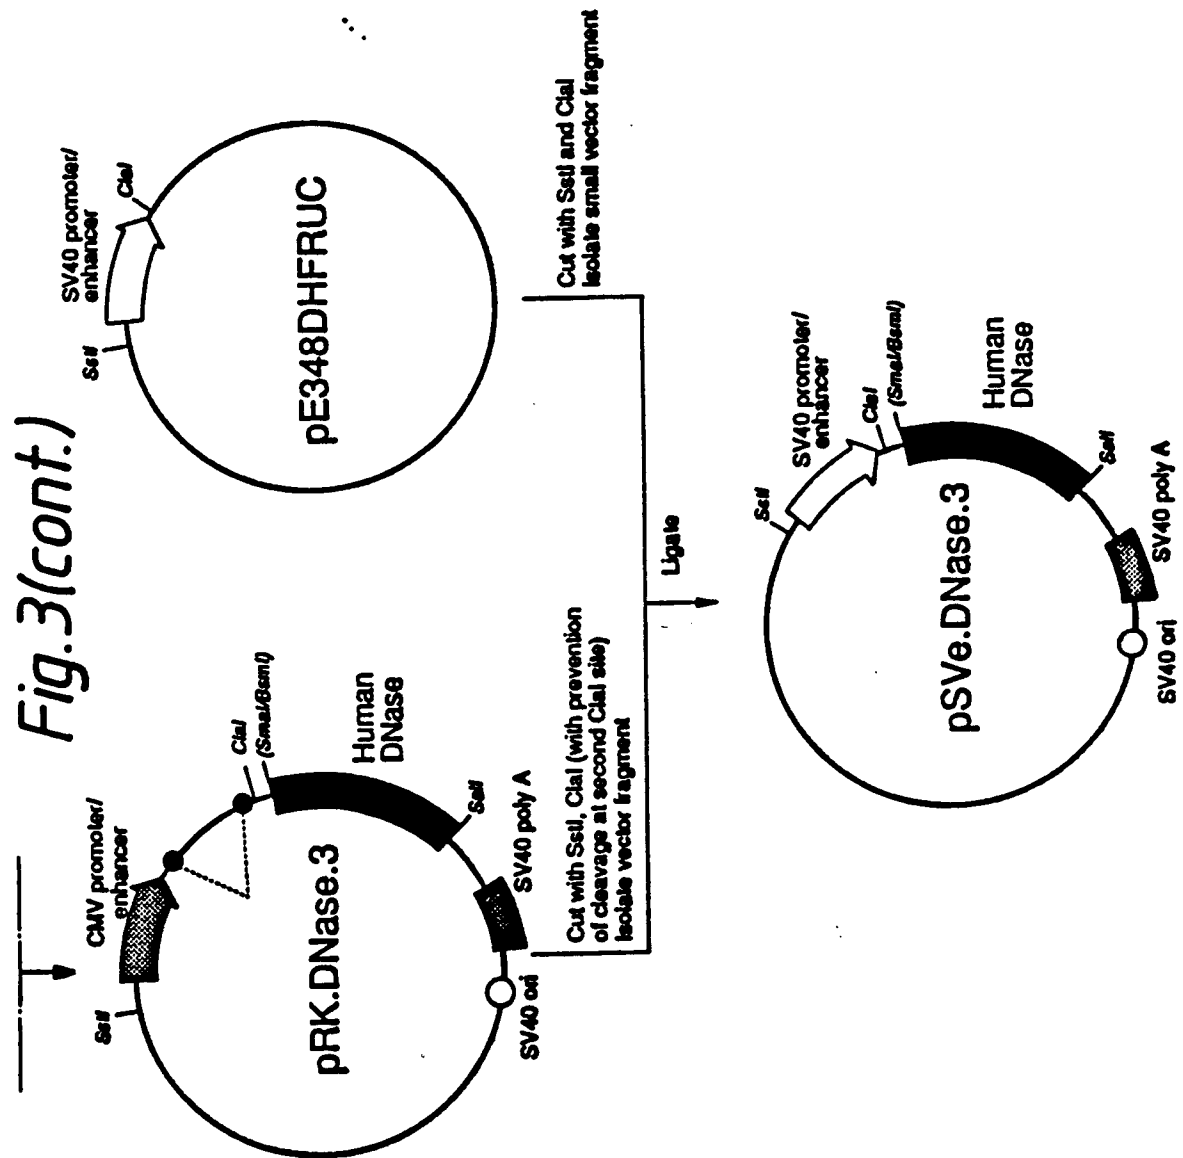 Fig.3(cont.)
SstI
CMV promoter/
enhancer
ClaI
(SmaI/BsmI)
Human
DNase
SalI
SV40 poly A
SV40 ori
pRK.DNase.3
SstI
SV40 promoter/
enhancer
ClaI
pE348DHFRUC
Cut with SstI, ClaI (with prevention
of cleavage at second ClaI site)
Isolate vector fragment
Cut with SstI and ClaI
Isolate small vector fragment
Ligate
SstI
SV40 promoter/
enhancer
ClaI
(SmaI/BsmI)
Human
DNase
SalI
SV40 poly A
SV40 ori
pSVe.DNase.3